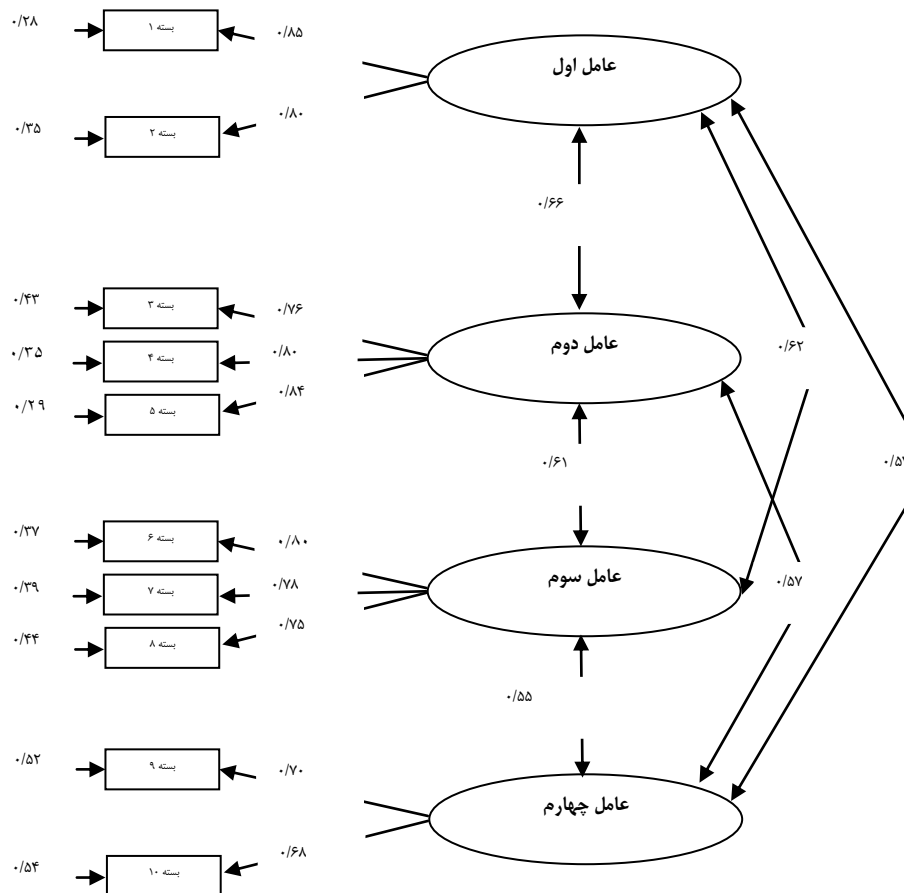 ۰/۲۸
بسته ۱
۰/۸۵
عامل اول
۰/۳۵
بسته ۲
۰/۸۰
۰/۶۶
۰/۴۳
بسته ۳
۰/۷۶
عامل دوم
۰/۶۲
۰/۳۵
بسته ۴
۰/۸۰
۰/۲۹
بسته ۵
۰/۸۴
۰/۶۱
۰/۳۷
بسته ۶
۰/۸۰
عامل سوم
۰/۵۷
۰/۳۹
بسته ۷
۰/۷۸
۰/۴۴
بسته ۸
۰/۷۵
۰/۵۵
۰/۵۲
بسته ۹
۰/۷۰
عامل چهارم
۰/۵۴
بسته ۱۰
۰/۶۸